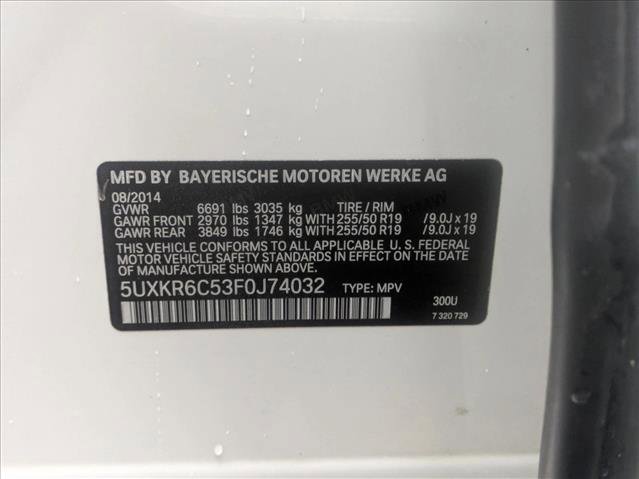 MFD BY BAYERISCHE MOTOREN WERKE AG
08/2014
GVWR 6691 lbs 3035 kg TIRE / RIM
GAWR FRONT 2970 lbs 1347 kg WITH 255/50 R19 /9.0J x 19
GAWR REAR 3849 lbs 1746 kg WITH 255/50 R19 /9.0J x 19
THIS VEHICLE CONFORMS TO ALL APPLICABLE U. S. FEDERAL
MOTOR VEHICLE SAFETY STANDARDS IN EFFECT ON THE
DATE OF MANUFACTURE SHOWN ABOVE.
5UXKR6C53F0J74032 TYPE: MPV
300U
7 320 729